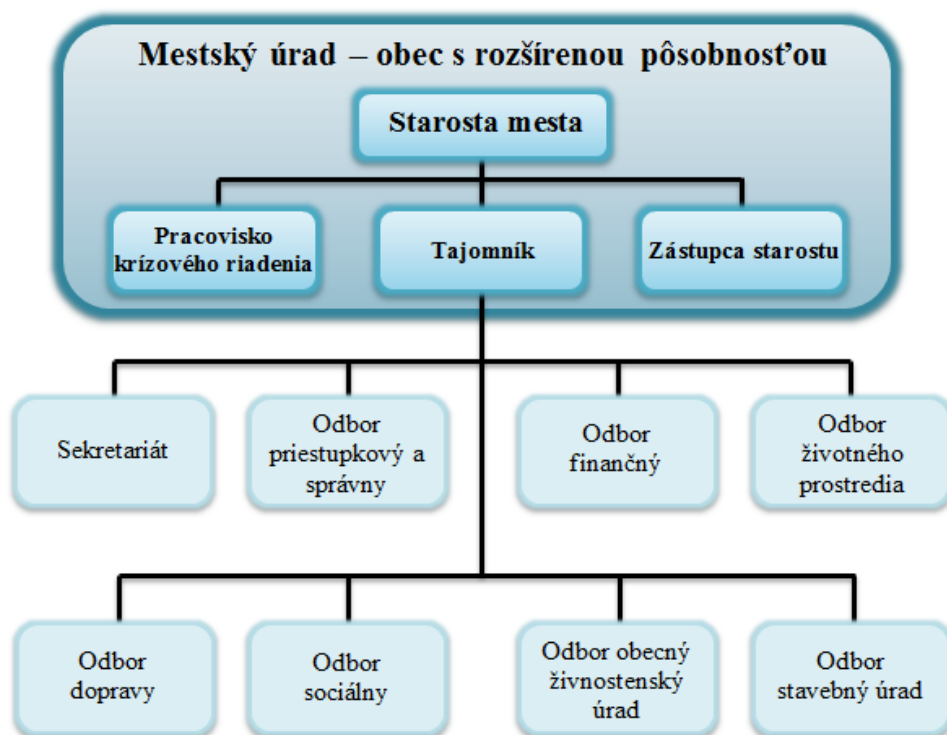 Mestský úrad – obec s rozšírenou pôsobnosťou
Starosta mesta
Pracovisko
krízového riadenia
Tajomník
Zástupca starostu
Sekretariát
Odbor
priestupkový a
správny
Odbor
finančný
Odbor
životného
prostredia
Odbor
dopravy
Odbor
sociálny
Odbor obecný
živnostenský
úrad
Odbor
stavebný úrad